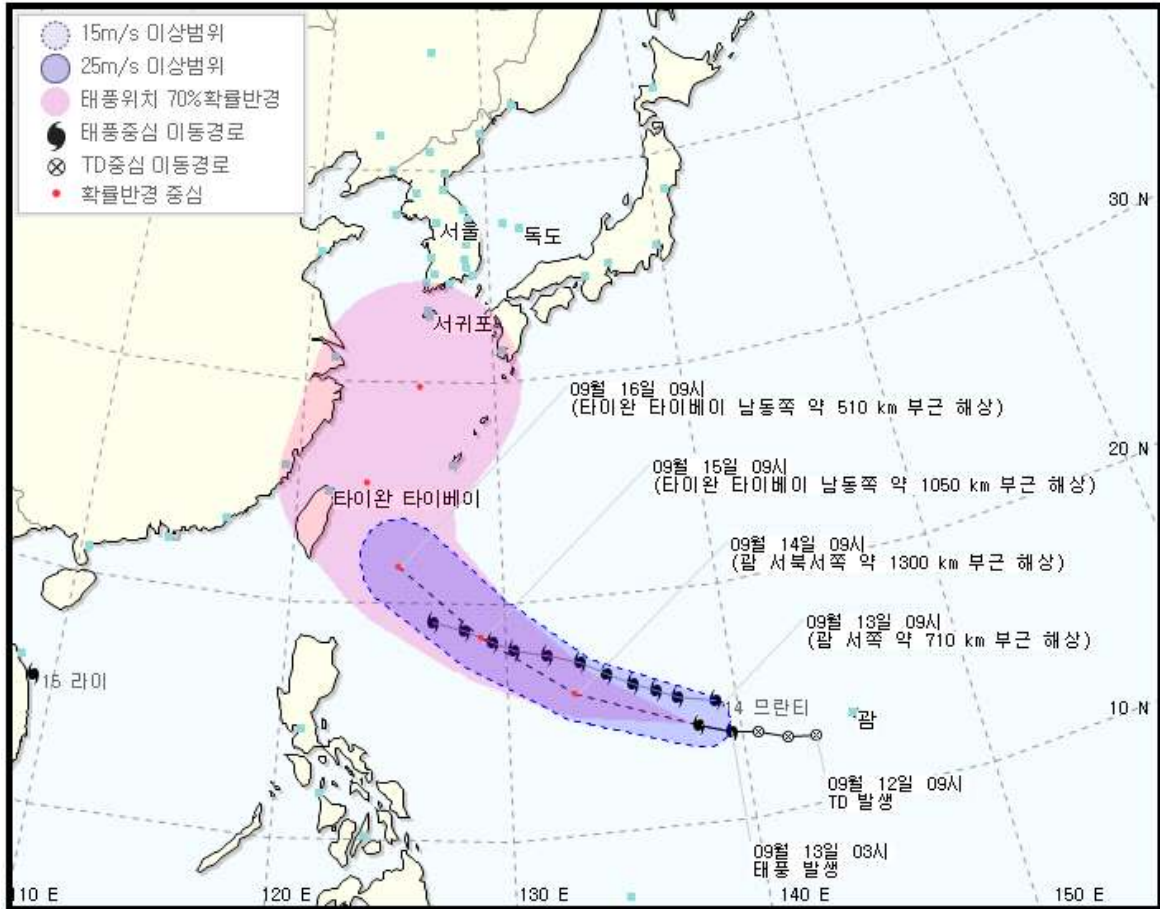 15m/s 이상범위
25m/s 이상범위
태풍위치 70%확률반경
태풍중심 이동경로
TD중심 이동경로
확률반경 중심
30 N
서울
독도
서귀포
09월 16일 09시
(타이완 타이베이 남동쪽 약 510 km 부근 해상)
20 N
09월 15일 09시
(타이완 타이베이 남동쪽 약 1050 km 부근 해상)
타이완 타이베이
09월 14일 09시
(괌 서북서쪽 약 1300 km 부근 해상)
09월 13일 09시
(괌 서쪽 약 710 km 부근 해상)
15 라이
14 므란티
괌
10 N
09월 12일 09시
TD 발생
09월 13일 03시
태풍 발생
110 E
120 E
130 E
140 E
150 E